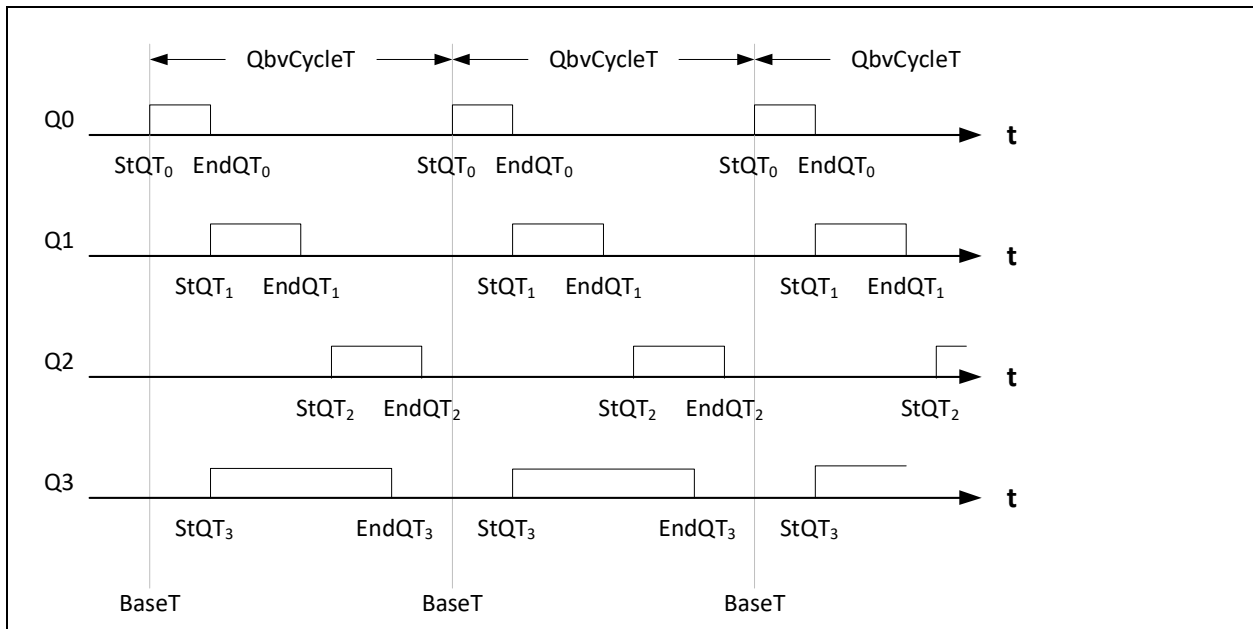 QbvCycleT QbvCycleT QbvCycleT
Q0 t
StQT₀ EndQT₀ StQT₀ EndQT₀ StQT₀ EndQT₀
Q1 t
StQT₁ EndQT₁ StQT₁ EndQT₁ StQT₁ EndQT₁
Q2 t
StQT₂ EndQT₂ StQT₂ EndQT₂ StQT₂
Q3 t
StQT₃ EndQT₃ StQT₃ EndQT₃ StQT₃
BaseT BaseT BaseT